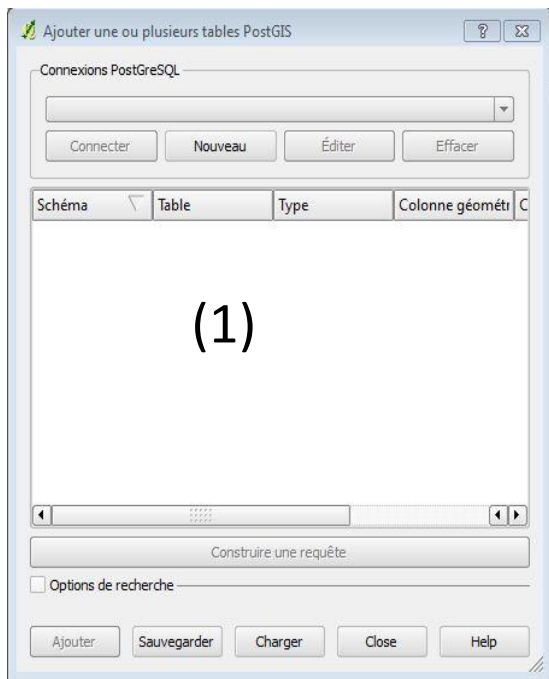 Ajouter une ou plusieurs tables PostGIS
Connexions PostGreSQL
Connecter Nouveau Éditer Effacer
Schéma Table Type Colonne géométr C
(1)
Construire une requête
Options de recherche
Ajouter Sauvegarder Charger Close Help